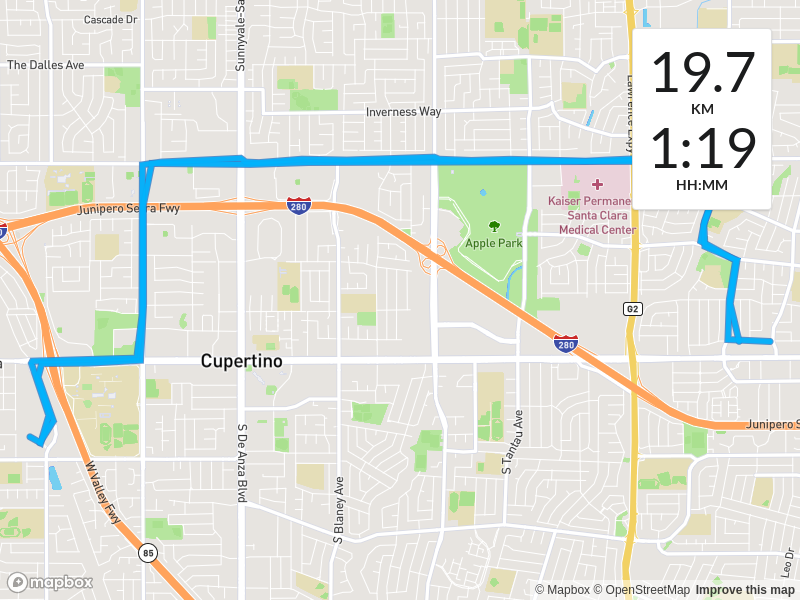 Cascade Dr
Sunnyvale-Sa
The Dalles Ave
Inverness Way
Lawrence Expy
19.7
KM
1:19
HH:MM
Junipero Serra Fwy
280
Kaiser Permane
Santa Clara
Medical Center
Apple Park
G2
280
Cupertino
S De Anza Blvd
S Blaney Ave
S Tantau Ave
Junipero S
W Valley Fwy
85
Leo Dr
mapbox
© Mapbox © OpenStreetMap Improve this map